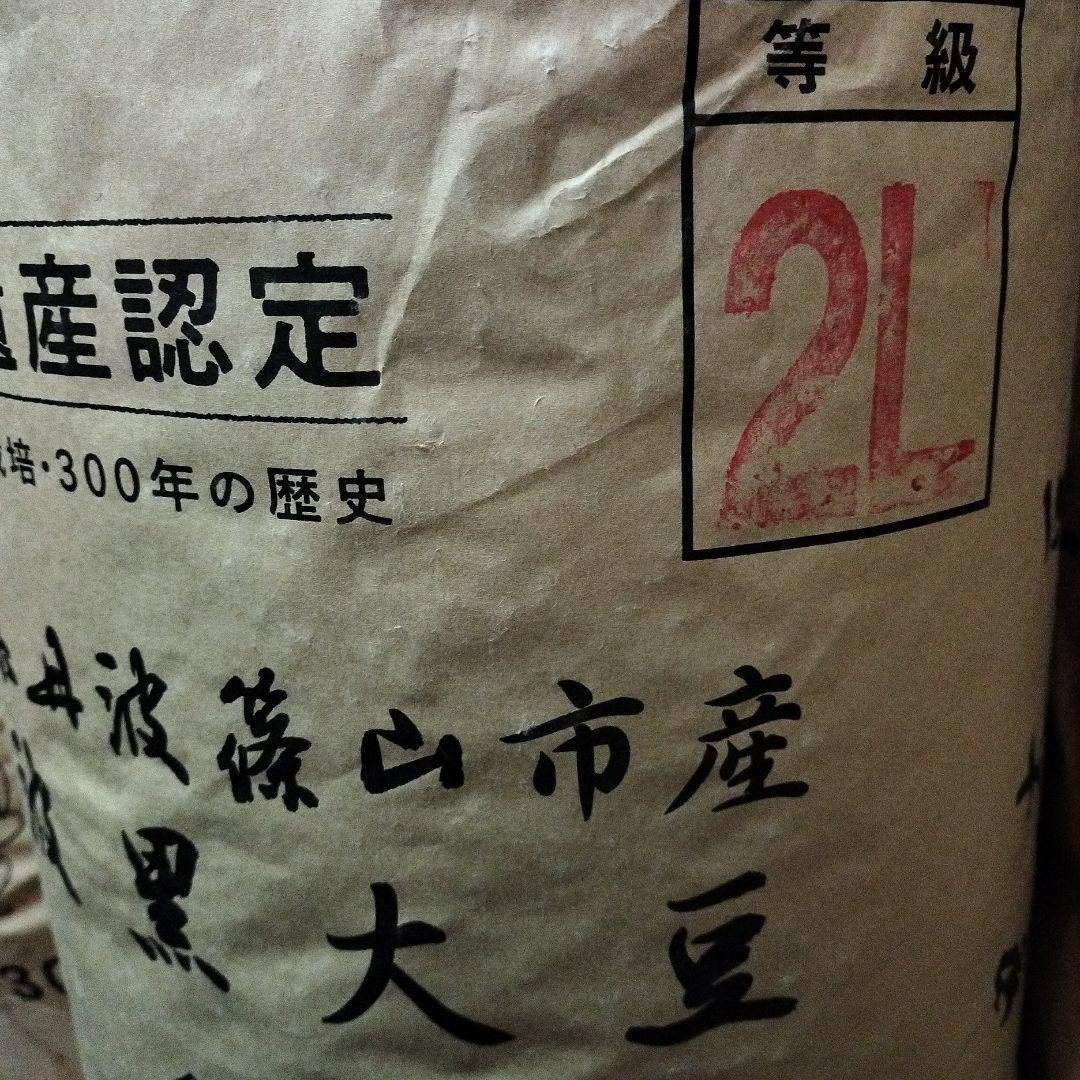 等級
2L
産認定
培・300年の歴史
丹波篠山市産
黒大豆